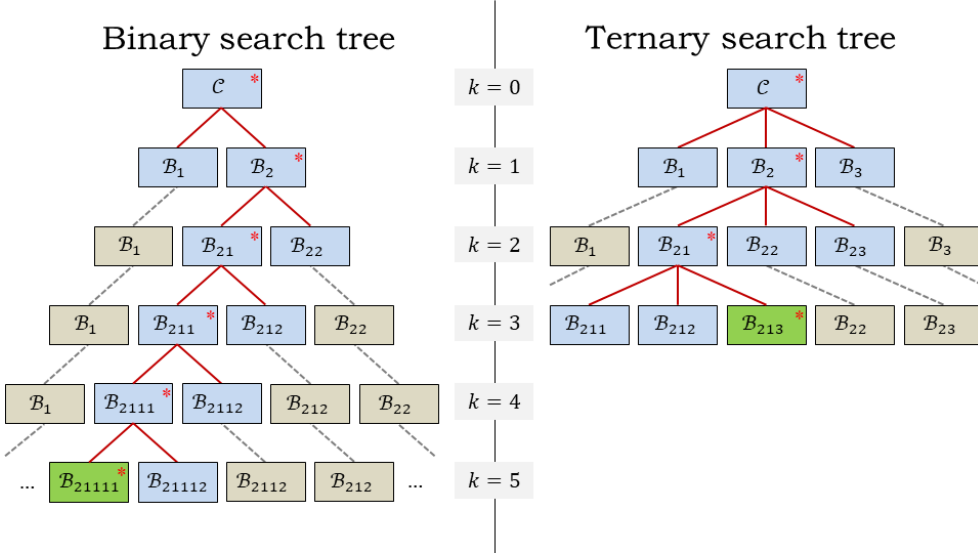 Binary search tree
Ternary search tree
𝒞 * k = 0 𝒞 *
ℬ₁ ℬ₂ * k = 1 ℬ₁ ℬ₂ * ℬ₃
ℬ₁ ℬ₂₁ * ℬ₂₂ k = 2 ℬ₁ ℬ₂₁ * ℬ₂₂ ℬ₂₃ ℬ₃
ℬ₁ ℬ₂₁₁ * ℬ₂₁₂ ℬ₂₂ k = 3 ℬ₂₁₁ ℬ₂₁₂ ℬ₂₁₃ * ℬ₂₂ ℬ₂₃
ℬ₁ ℬ₂₁₁₁ * ℬ₂₁₁₂ ℬ₂₁₂ ℬ₂₂ k = 4
... ℬ₂₁₁₁₁ * ℬ₂₁₁₁₂ ℬ₂₁₁₂ ℬ₂₁₂ ... k = 5